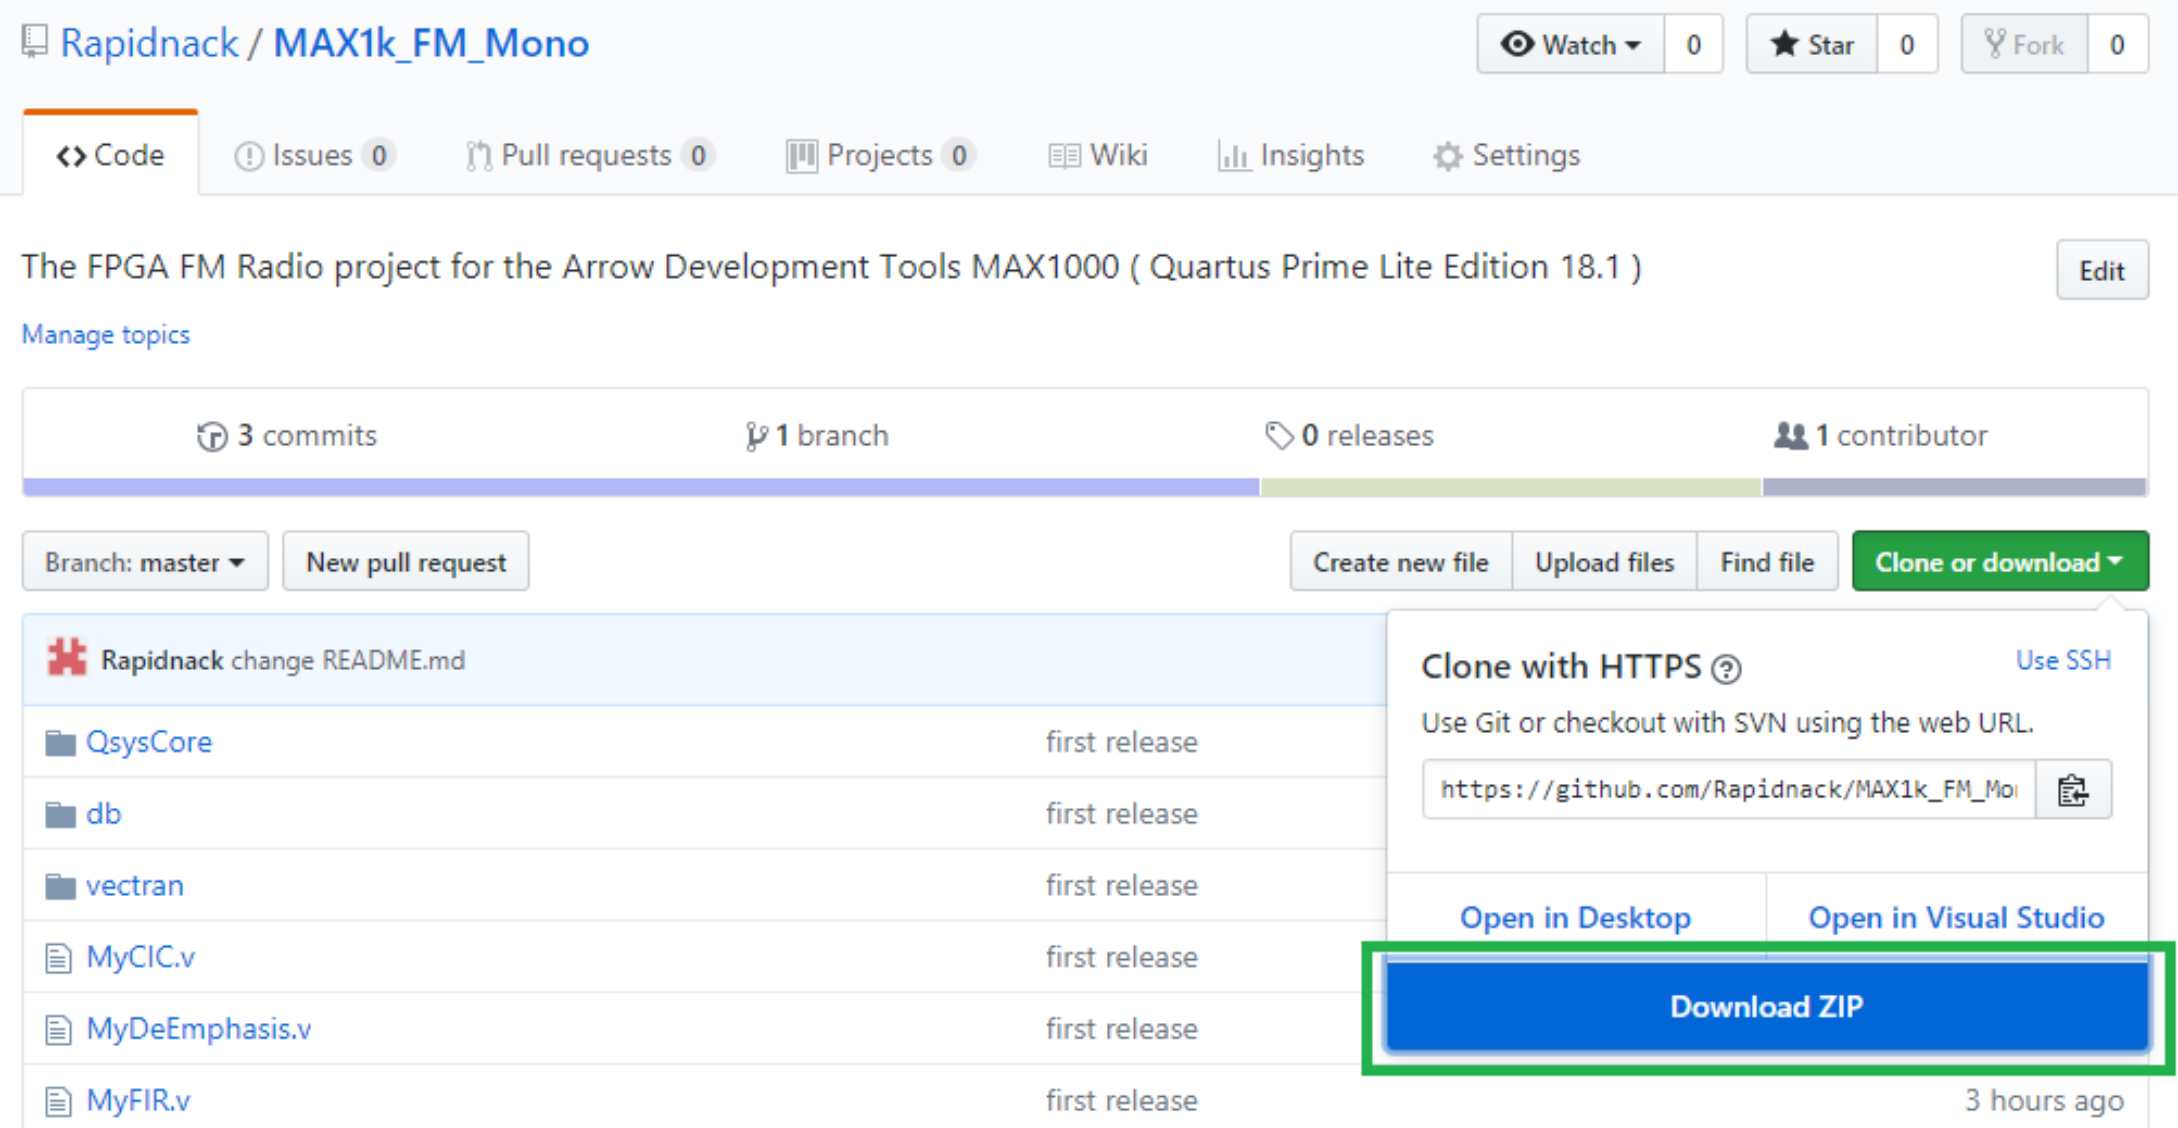 Rapidnack / MAX1k_FM_Mono
Watch 0 Star 0 Fork 0
Code Issues 0 Pull requests 0 Projects 0 Wiki Insights Settings
The FPGA FM Radio project for the Arrow Development Tools MAX1000 ( Quartus Prime Lite Edition 18.1 )
Edit
Manage topics
3 commits 1 branch 0 releases 1 contributor
Branch: master New pull request Create new file Upload files Find file Clone or download
Rapidnack change README.md
Clone with HTTPS Use SSH
Use Git or checkout with SVN using the web URL.
https://github.com/Rapidnack/MAX1k_FM_Mo
Open in Desktop Open in Visual Studio
Download ZIP
QsysCore first release
db first release
vectran first release
MyCIC.v first release
MyDeEmphasis.v first release
MyFIR.v first release 3 hours ago